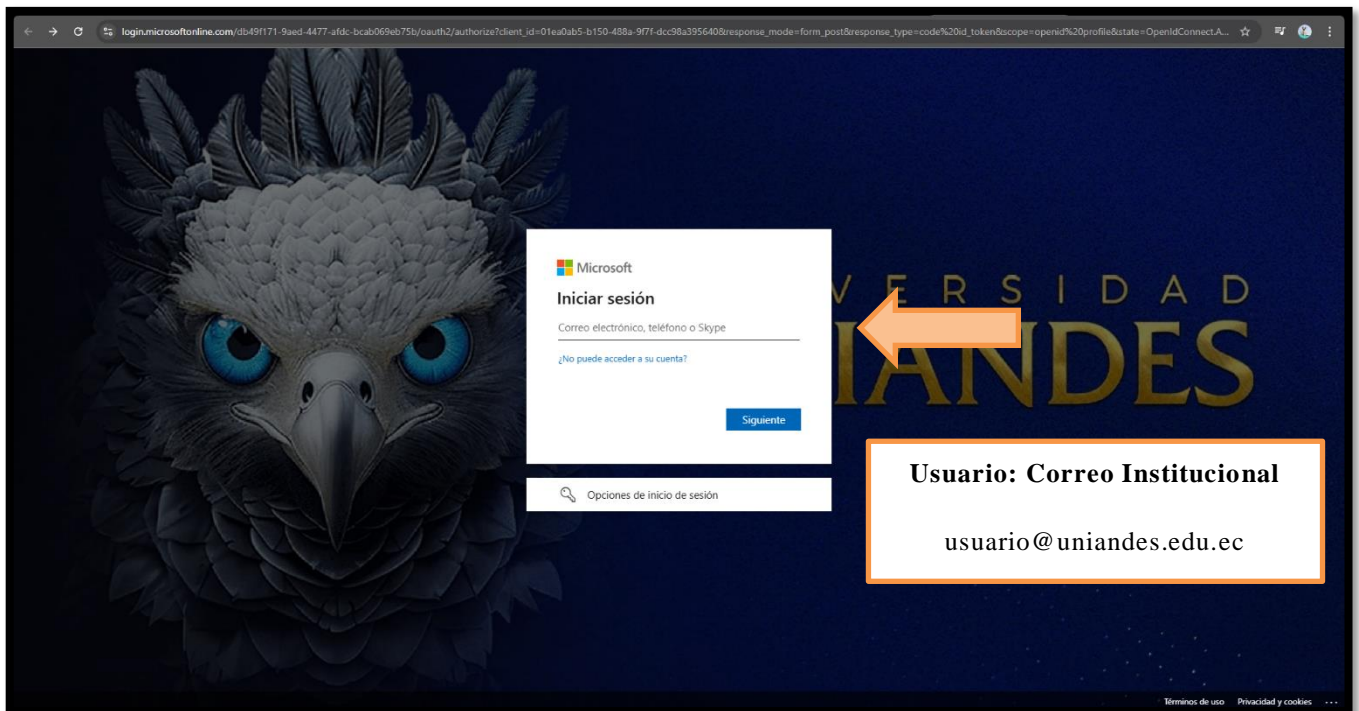 login.microsoftonline.com/db49f171-9aed-4477-afdc-bcab069eb75b/oauth2/authorize?client_id=01ea0ab5-b150-488a-9f7f-dcc98a395640&response_mode=form_post&response_type=code%20id_token&scope=openid%20profile&state=OpenIdConnect.A...
Microsoft
Iniciar sesión
Correo electrónico, teléfono o Skype
¿No puede acceder a su cuenta?
Siguiente
Opciones de inicio de sesión
VERSIDAD
IANDES
Usuario: Correo Institucional
usuario@uniandes.edu.ec
Términos de uso Privacidad y cookies ...